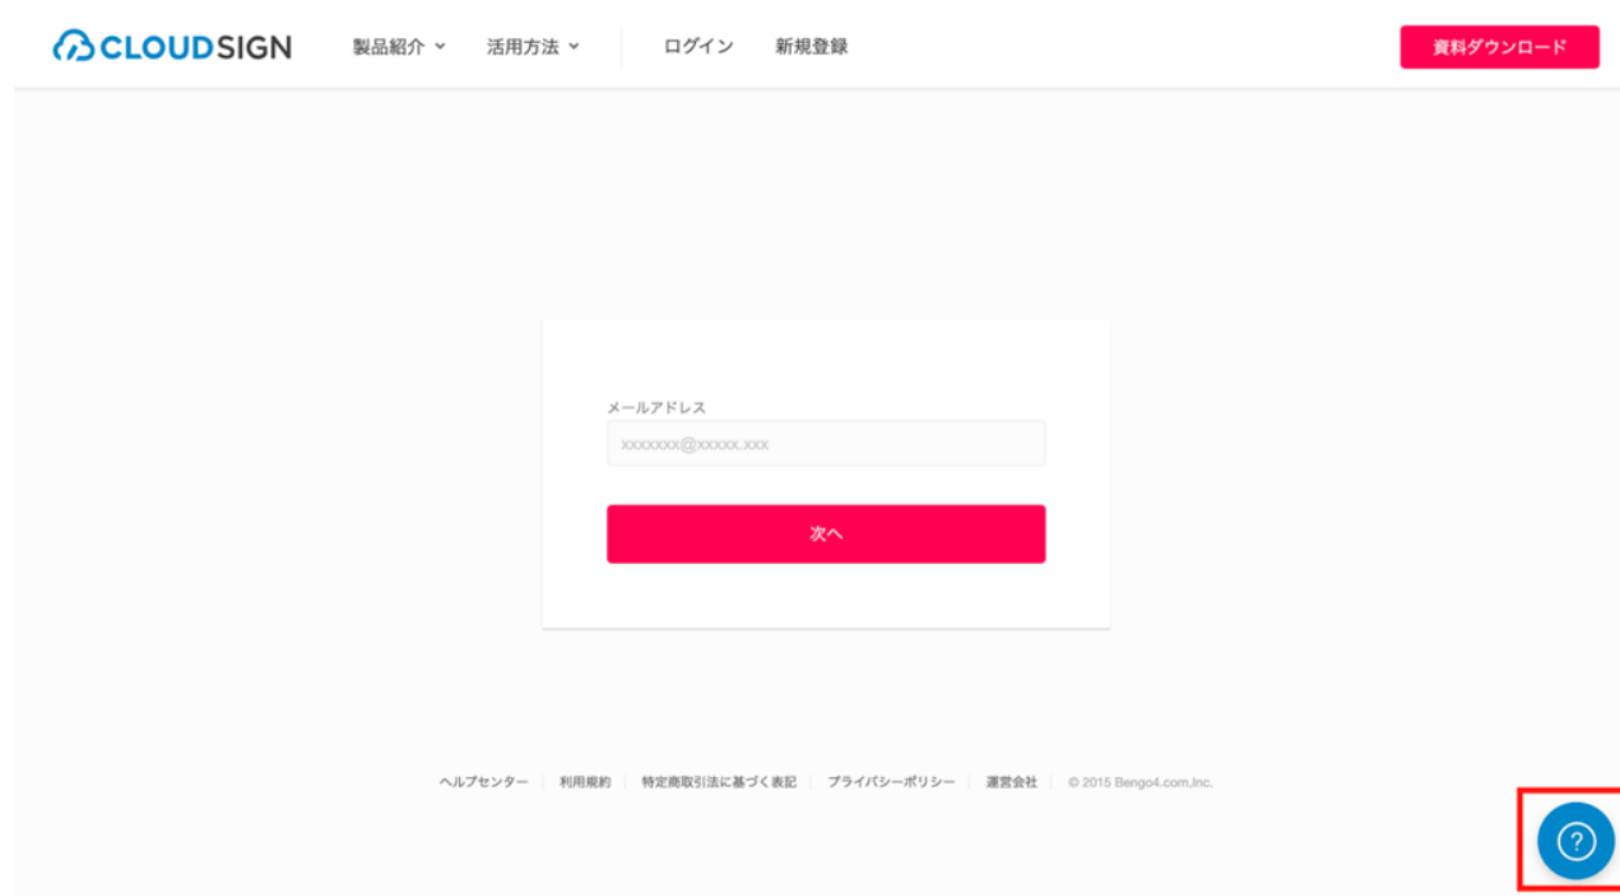 CLOUDSIGN 製品紹介 活用方法 ログイン 新規登録 資料ダウンロード
メールアドレス
xxxxxxx@xxxxx.xxx
次へ
ヘルプセンター 利用規約 特定商取引法に基づく表記 プライバシーポリシー 運営会社 © 2015 Bengo4.com,Inc.
?